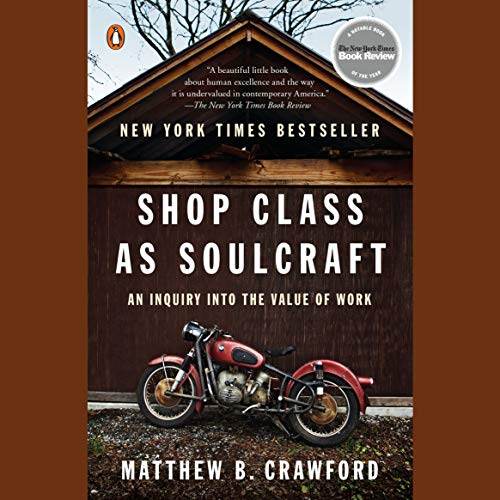 A NOTABLE BOOK
The New York Times
Book Review
OF THE YEAR
"A beautiful little book
about human excellence and the way
it is undervalued in contemporary America."
—The New York Times Book Review
NEW YORK TIMES BESTSELLER
SHOP CLASS
AS SOULCRAFT
AN INQUIRY INTO THE VALUE OF WORK
MATTHEW B. CRAWFORD